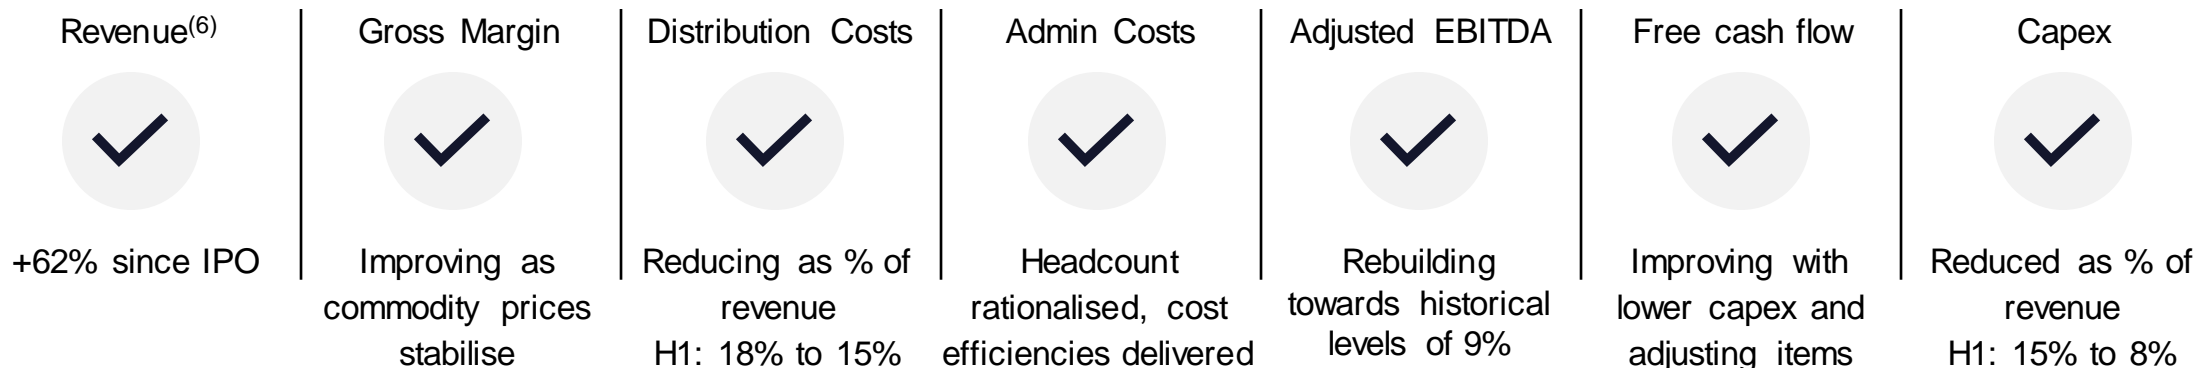 Revenue(6)
+62% since IPO
Gross Margin
Improving as
commodity prices
stabilise
Distribution Costs
Reducing as % of
revenue
H1: 18% to 15%
Admin Costs
Headcount
rationalised, cost
efficiencies delivered
Adjusted EBITDA
Rebuilding
towards historical
levels of 9%
Free cash flow
Improving with
lower capex and
adjusting items
Capex
Reduced as % of
revenue
H1: 15% to 8%